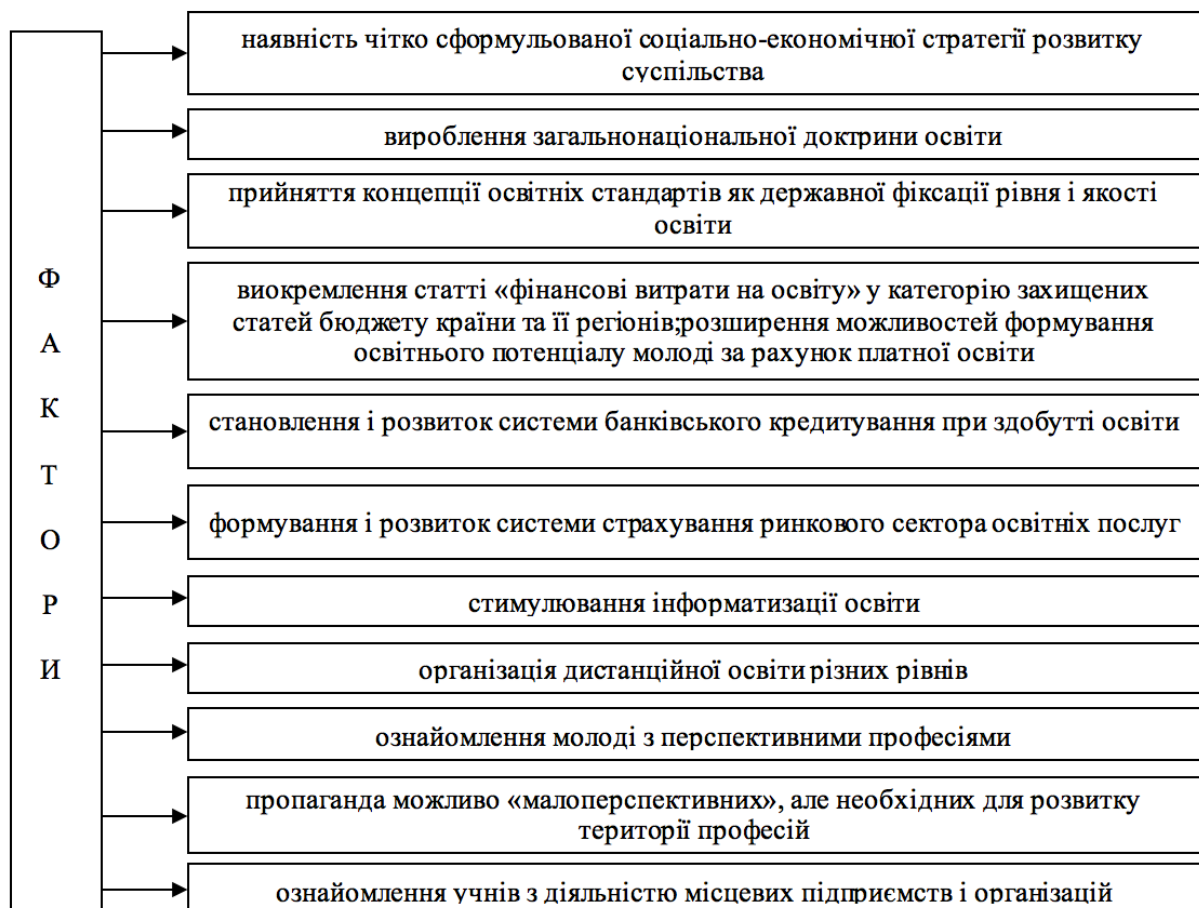 наявність чітко сформульованої соціально-економічної стратегії розвитку
суспільства
вироблення загальнонаціональної доктрини освіти
прийняття концепції освітніх стандартів як державної фіксації рівня і якості
освіти
Ф
А
К
Т
О
Р
И
виокремлення статті «фінансові витрати на освіту» у категорію захищених
статей бюджету країни та її регіонів;розширення можливостей формування
освітнього потенціалу молоді за рахунок платної освіти
становлення і розвиток системи банківського кредитування при здобутті освіти
формування і розвиток системи страхування ринкового сектора освітніх послуг
стимулювання інформатизації освіти
організація дистанційної освіти різних рівнів
ознайомлення молоді з перспективними професіями
пропаганда можливо «малоперспективних», але необхідних для розвитку
території професій
ознайомлення учнів з діяльністю місцевих підприємств і організацій